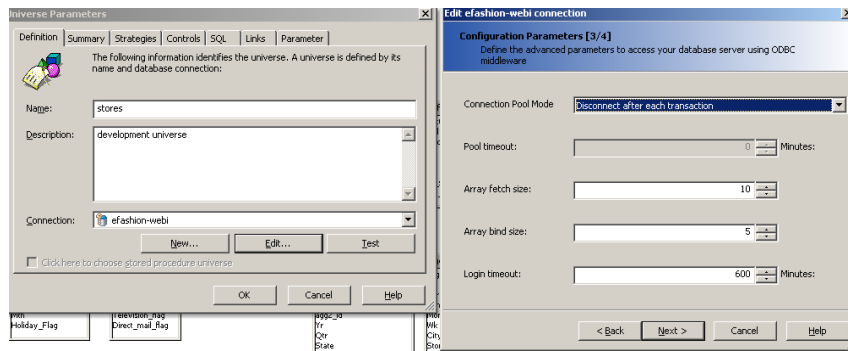 Universe Parameters
Definition
Summary
Strategies
Controls
SQL
Links
Parameter
The following information identifies the universe. A universe is defined by its
name and database connection:
Name:
stores
Description:
development universe
Connection:
efashion-webi
New...
Edit...
Test
Click here to choose stored procedure universe
OK
Cancel
Help
Holiday_Flag
Direct_mail_flag
Yr
Qtr
State
Edit efashion-webi connection
Configuration Parameters [3/4]
Define the advanced parameters to access your database server using ODBC
middleware
Connection Pool Mode
Disconnect after each transaction
Pool timeout:
0
Minutes:
Array fetch size:
10
Array bind size:
5
Login timeout:
600
Minutes:
< Back
Next >
Cancel
Help